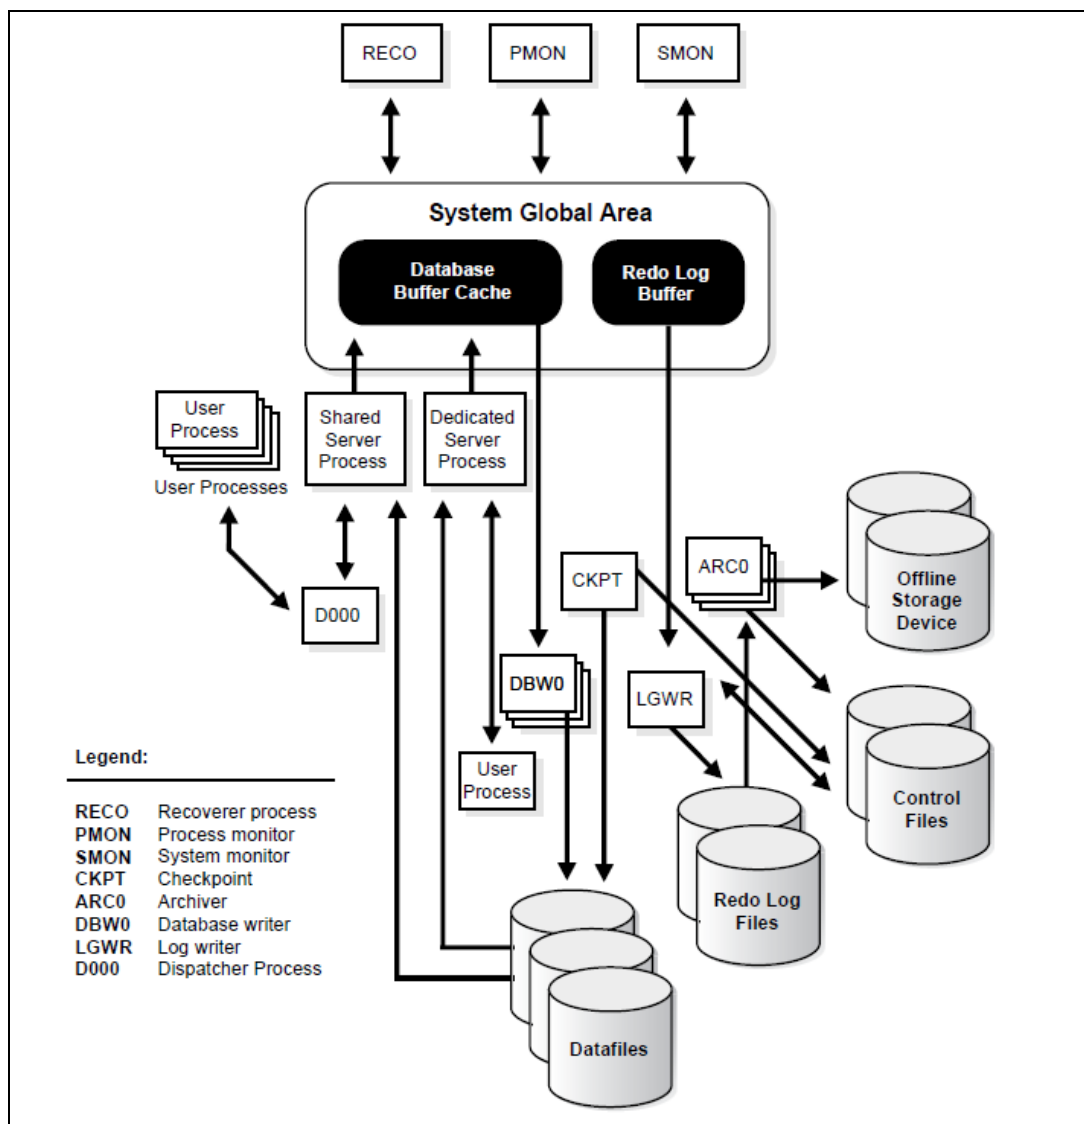 RECO
PMON
SMON
System Global Area
Database
Buffer Cache
Redo Log
Buffer
User
Process
User Processes
Shared
Server
Process
Dedicated
Server
Process
D000
CKPT
ARC0
Offline
Storage
Device
DBW0
LGWR
User
Process
Control
Files
Redo Log
Files
Datafiles
Legend:
RECO Recoverer process
PMON Process monitor
SMON System monitor
CKPT Checkpoint
ARC0 Archiver
DBW0 Database writer
LGWR Log writer
D000 Dispatcher Process